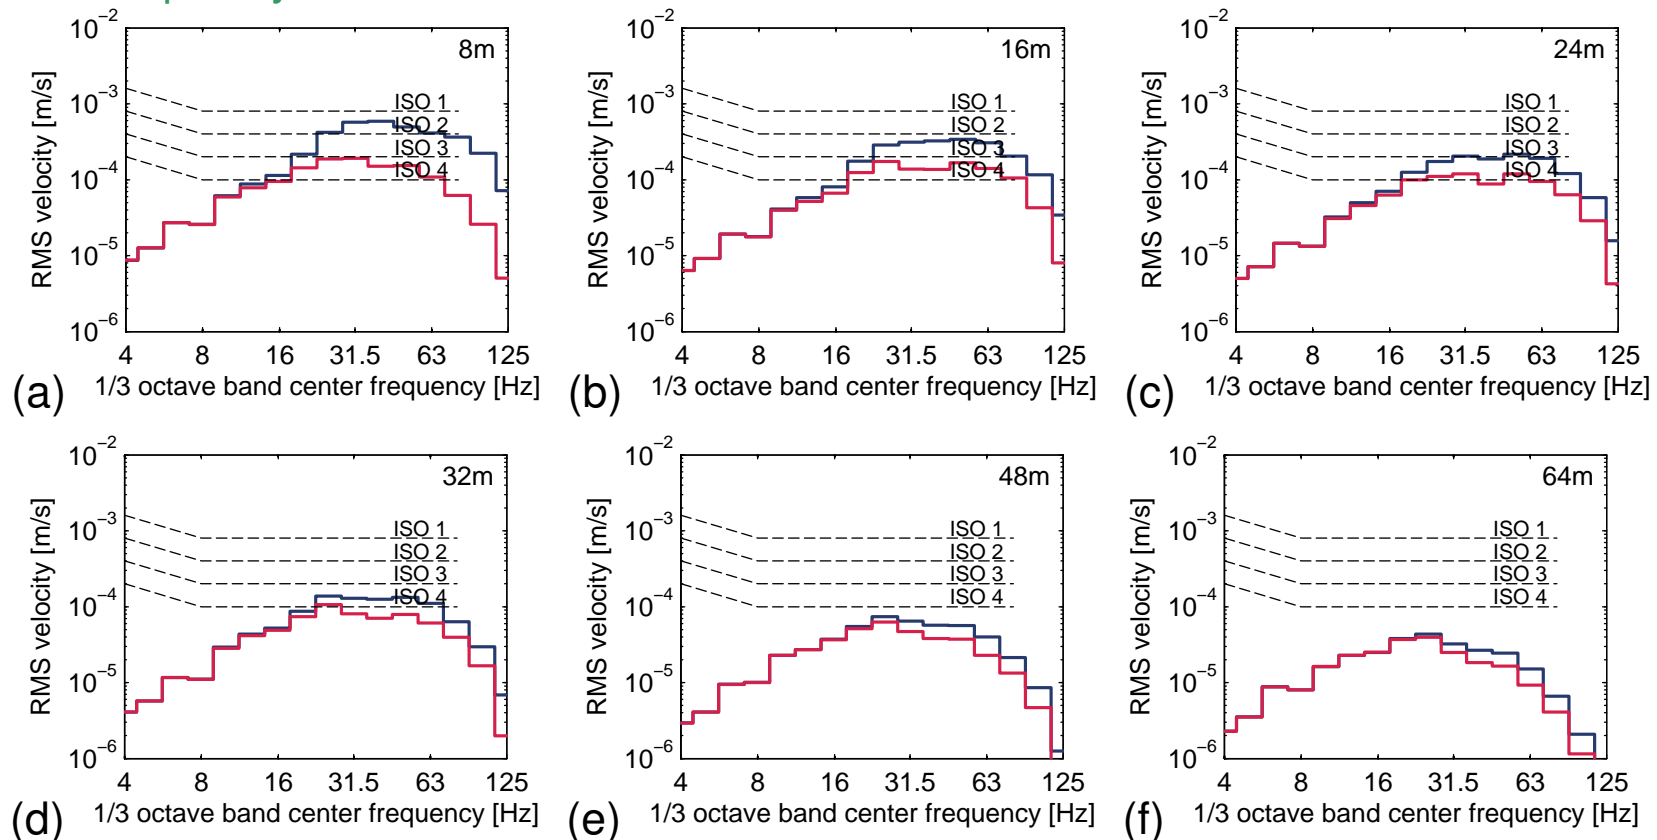 10−2
10−3
10−4
10−5
10−6
RMS velocity [m/s]
8m
ISO 1
ISO 2
ISO 3
ISO 4
4 8 16 31.5 63 125
(a) 1/3 octave band center frequency [Hz]
10−2
10−3
10−4
10−5
10−6
RMS velocity [m/s]
16m
ISO 1
ISO 2
ISO 3
ISO 4
4 8 16 31.5 63 125
(b) 1/3 octave band center frequency [Hz]
10−2
10−3
10−4
10−5
10−6
RMS velocity [m/s]
24m
ISO 1
ISO 2
ISO 3
ISO 4
4 8 16 31.5 63 125
(c) 1/3 octave band center frequency [Hz]
10−2
10−3
10−4
10−5
10−6
RMS velocity [m/s]
32m
ISO 1
ISO 2
ISO 3
ISO 4
4 8 16 31.5 63 125
(d) 1/3 octave band center frequency [Hz]
10−2
10−3
10−4
10−5
10−6
RMS velocity [m/s]
48m
ISO 1
ISO 2
ISO 3
ISO 4
4 8 16 31.5 63 125
(e) 1/3 octave band center frequency [Hz]
10−2
10−3
10−4
10−5
10−6
RMS velocity [m/s]
64m
ISO 1
ISO 2
ISO 3
ISO 4
4 8 16 31.5 63 125
(f) 1/3 octave band center frequency [Hz]